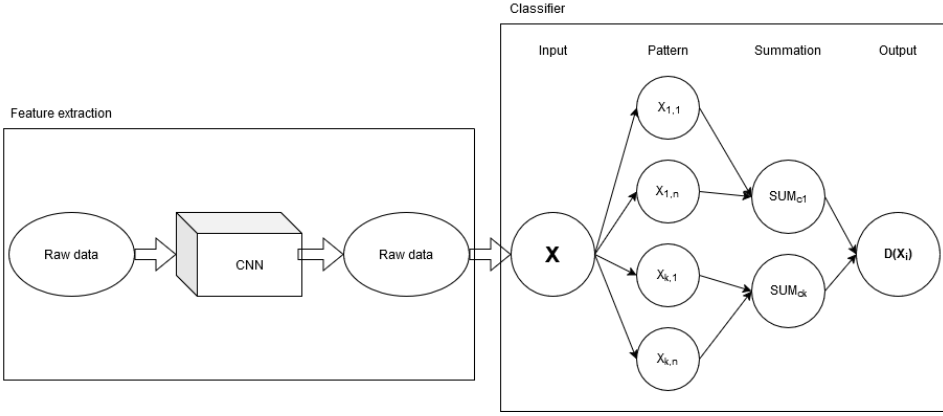 Classifier
Input Pattern Summation Output
Feature extraction
X1,1
X1,n
SUMc1
Raw data
CNN
Raw data
X
D(Xi)
Xk,1
SUMck
Xk,n